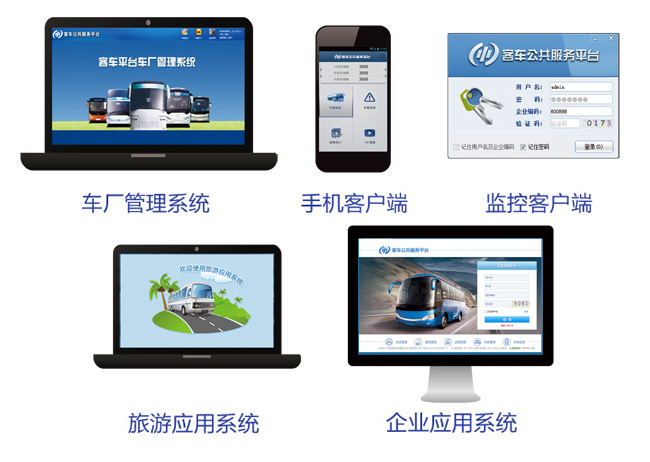 客车公共服务平台
客车平台车厂管理系统
车厂管理系统
客车公共服务平台
3500
3500
3500
手机客户端
客车公共服务平台
用 户 名： admin
密 码：
企业编码： 600888
验 证 码： 验证码 0173
记住用户名及企业编码 记住密码 登录(O)
监控客户端
欢迎使用旅游应用系统
旅游应用系统
客车公共服务平台
6060
企业应用系统